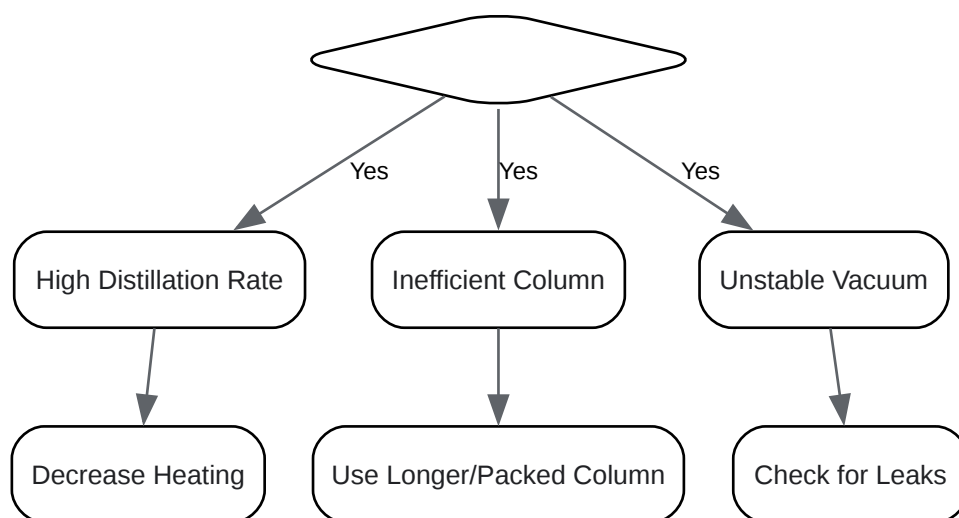 Yes
Yes
Yes
High Distillation Rate
Inefficient Column
Unstable Vacuum
Decrease Heating
Use Longer/Packed Column
Check for Leaks